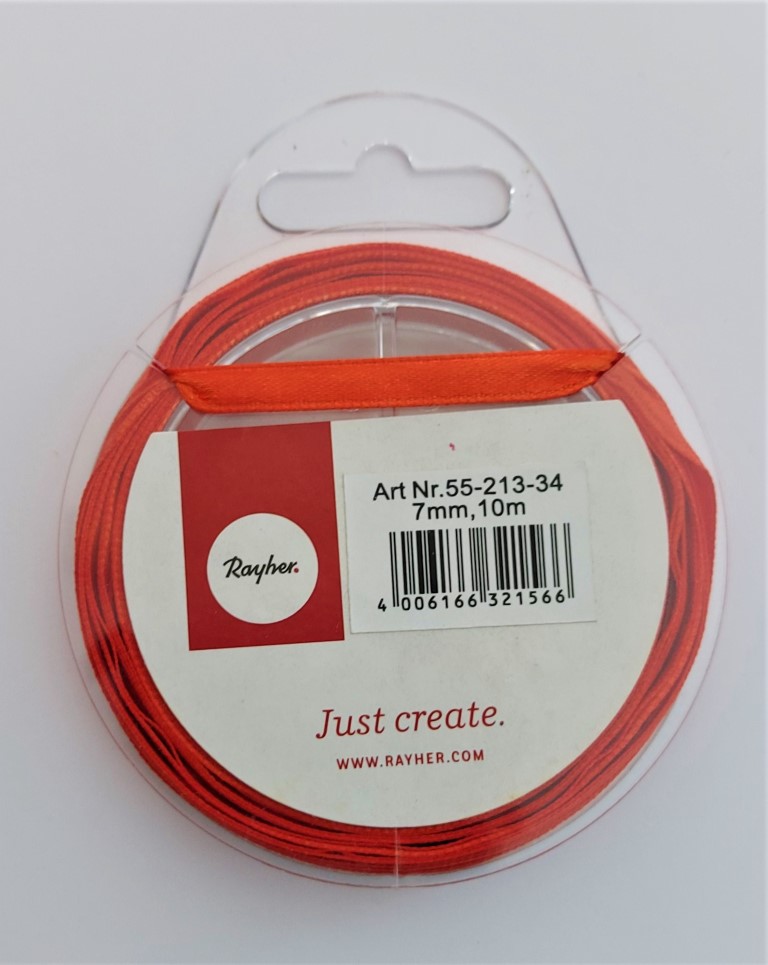 Rayher.
Art Nr.55-213-34
7mm,10m
4 006166 321566
Just create.
WWW.RAYHER.COM